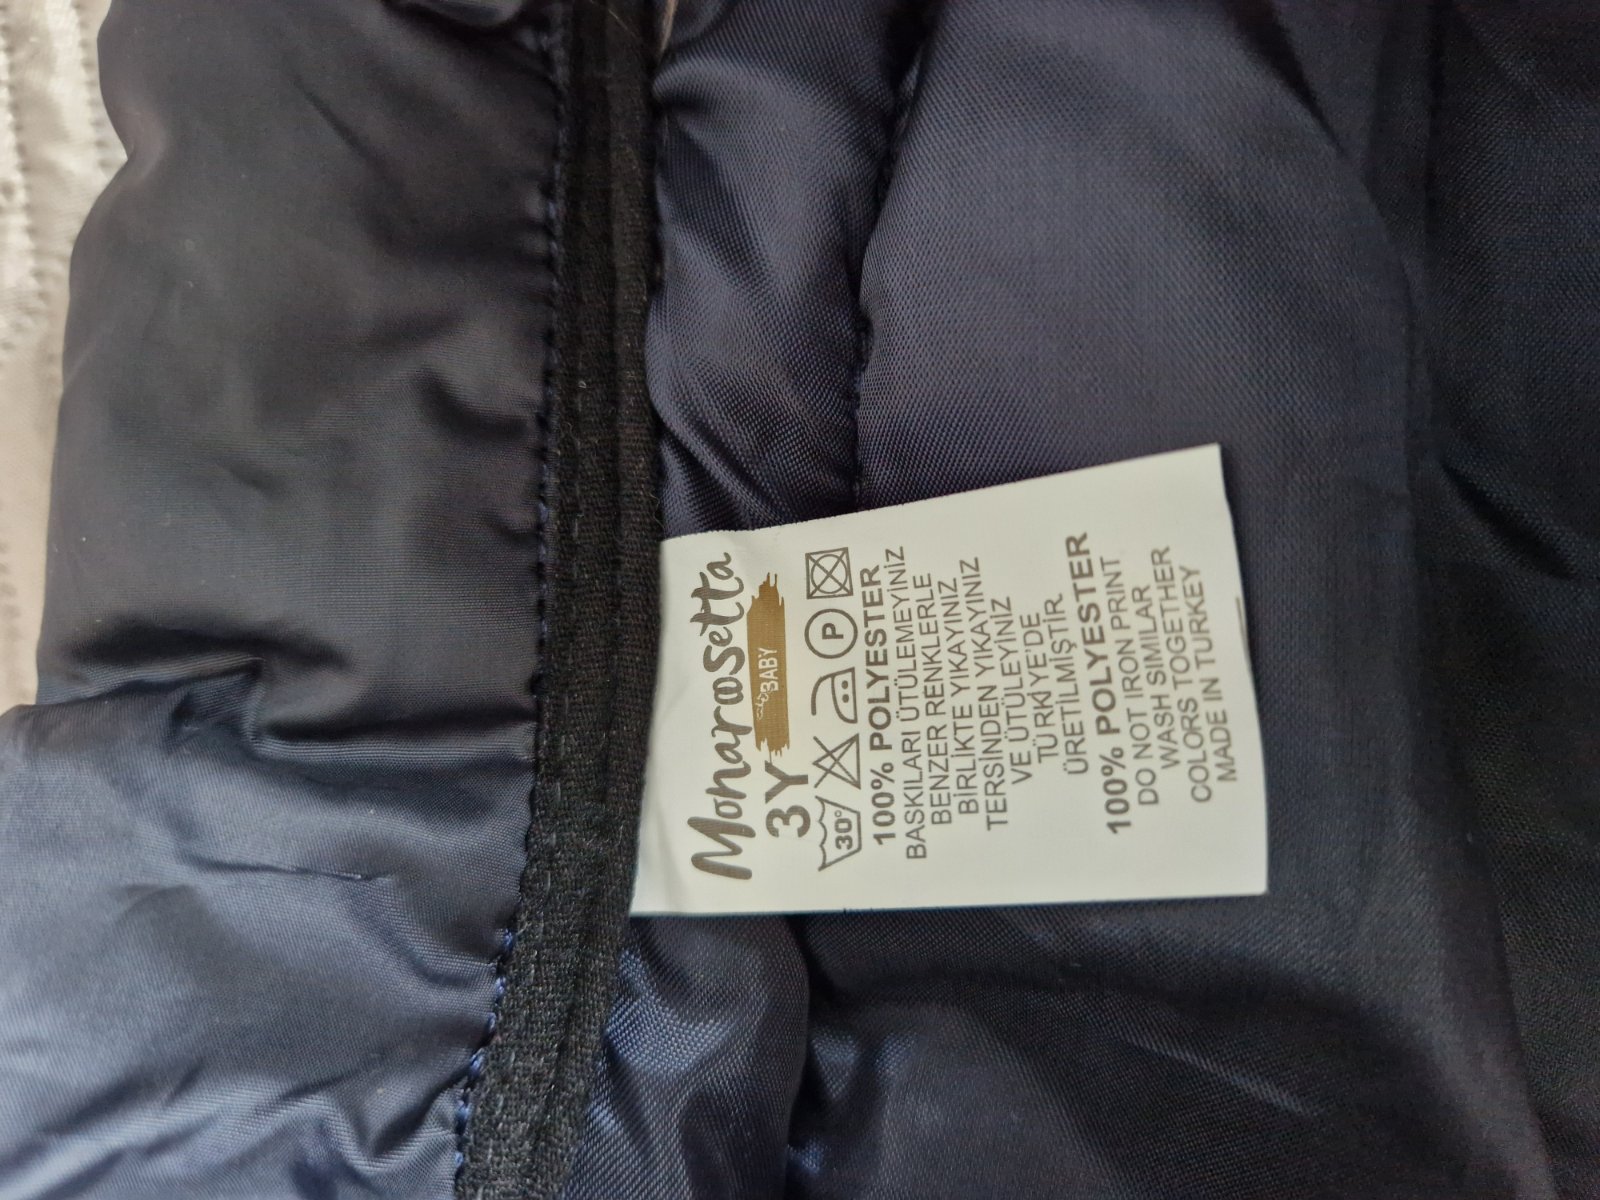 Monarosetta
3Y BABY
30° P
100% POLYESTER
BASKILARI ÜTÜLEMEYİNİZ
BENZER RENKLERLE
BİRLİKTE YIKAYINIZ
TERSİNDEN YIKAYINIZ
VE ÜTÜLEYİNİZ
TÜRKİYE'DE
ÜRETİLMİŞTİR
100% POLYESTER
DO NOT IRON PRINT
WASH SIMILAR
COLORS TOGETHER
MADE IN TURKEY